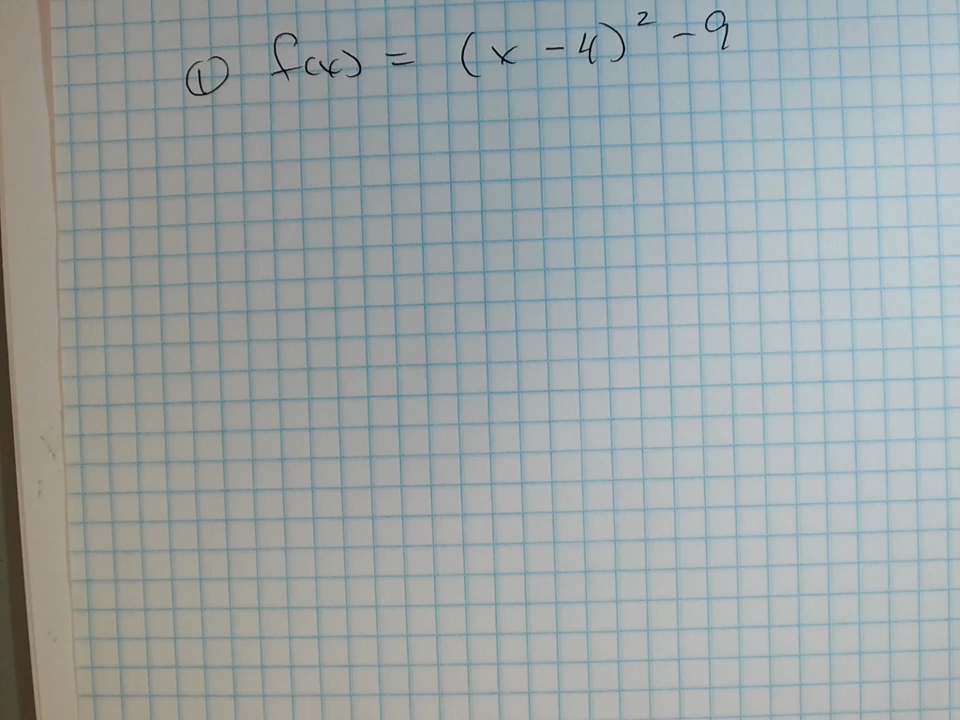 ① f(x) = (x - 4)² - 9